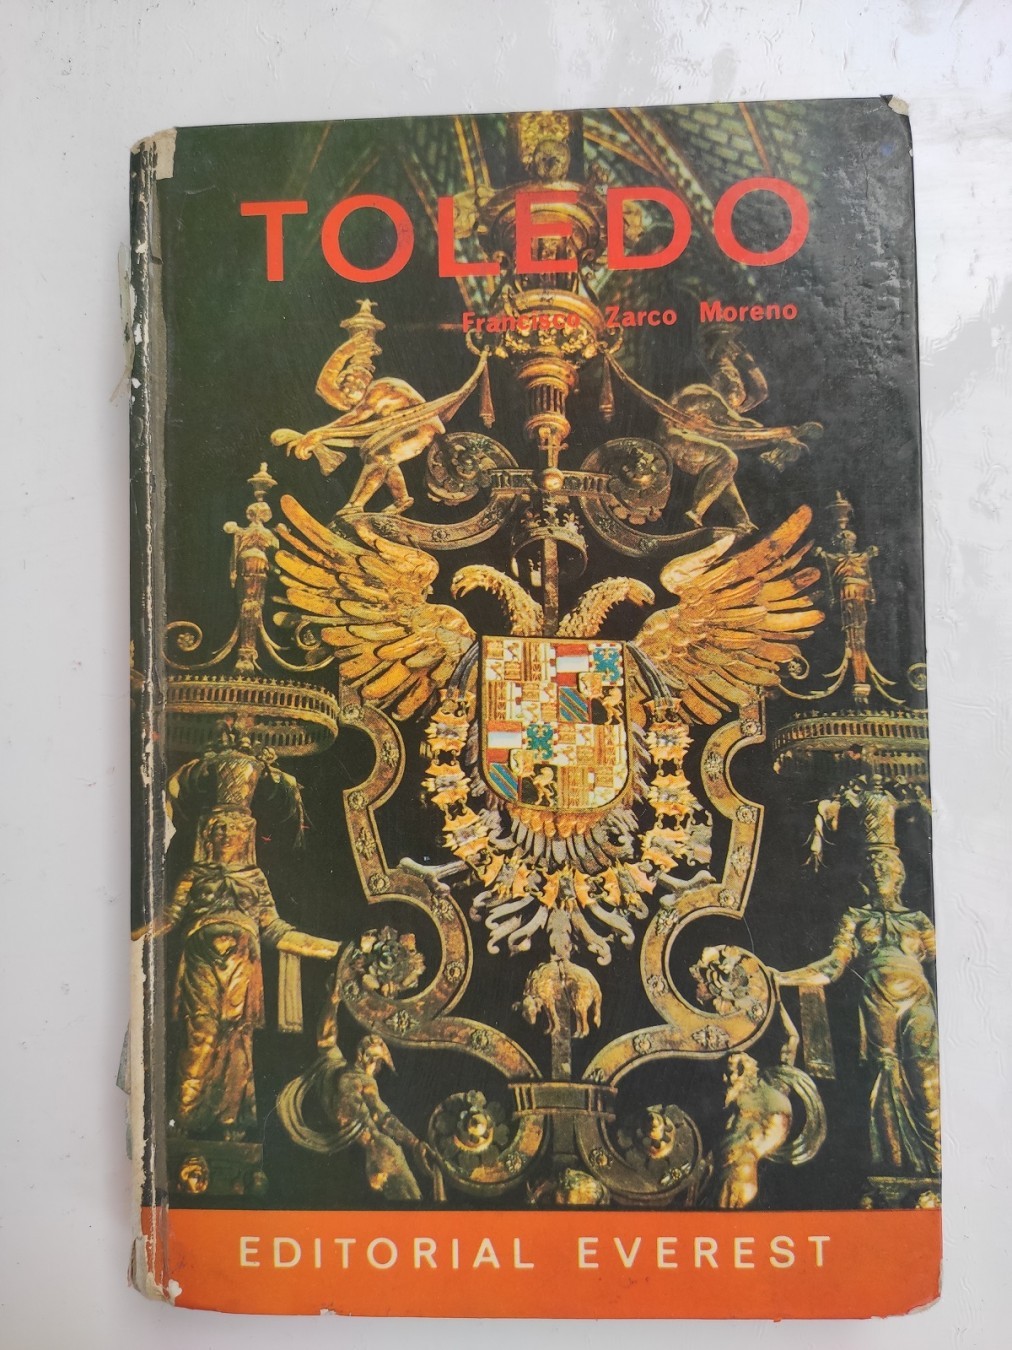 TOLEDO
Francisco Zarco Moreno
EDITORIAL EVEREST